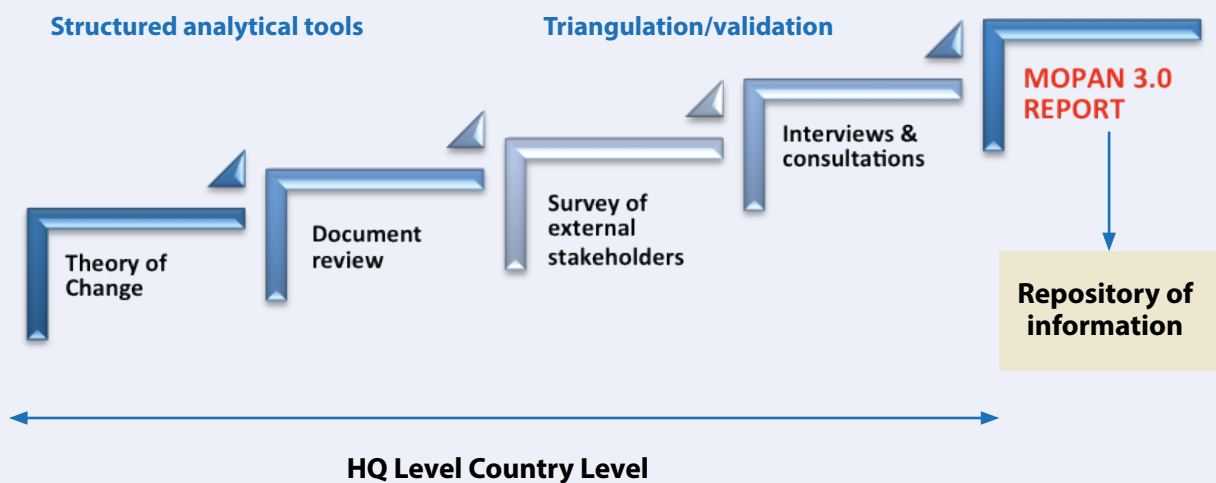 Structured analytical tools
Triangulation/validation
Theory of
Change
Document
review
Survey of
external
stakeholders
Interviews &
consultations
MOPAN 3.0
REPORT
Repository of
information
HQ Level Country Level